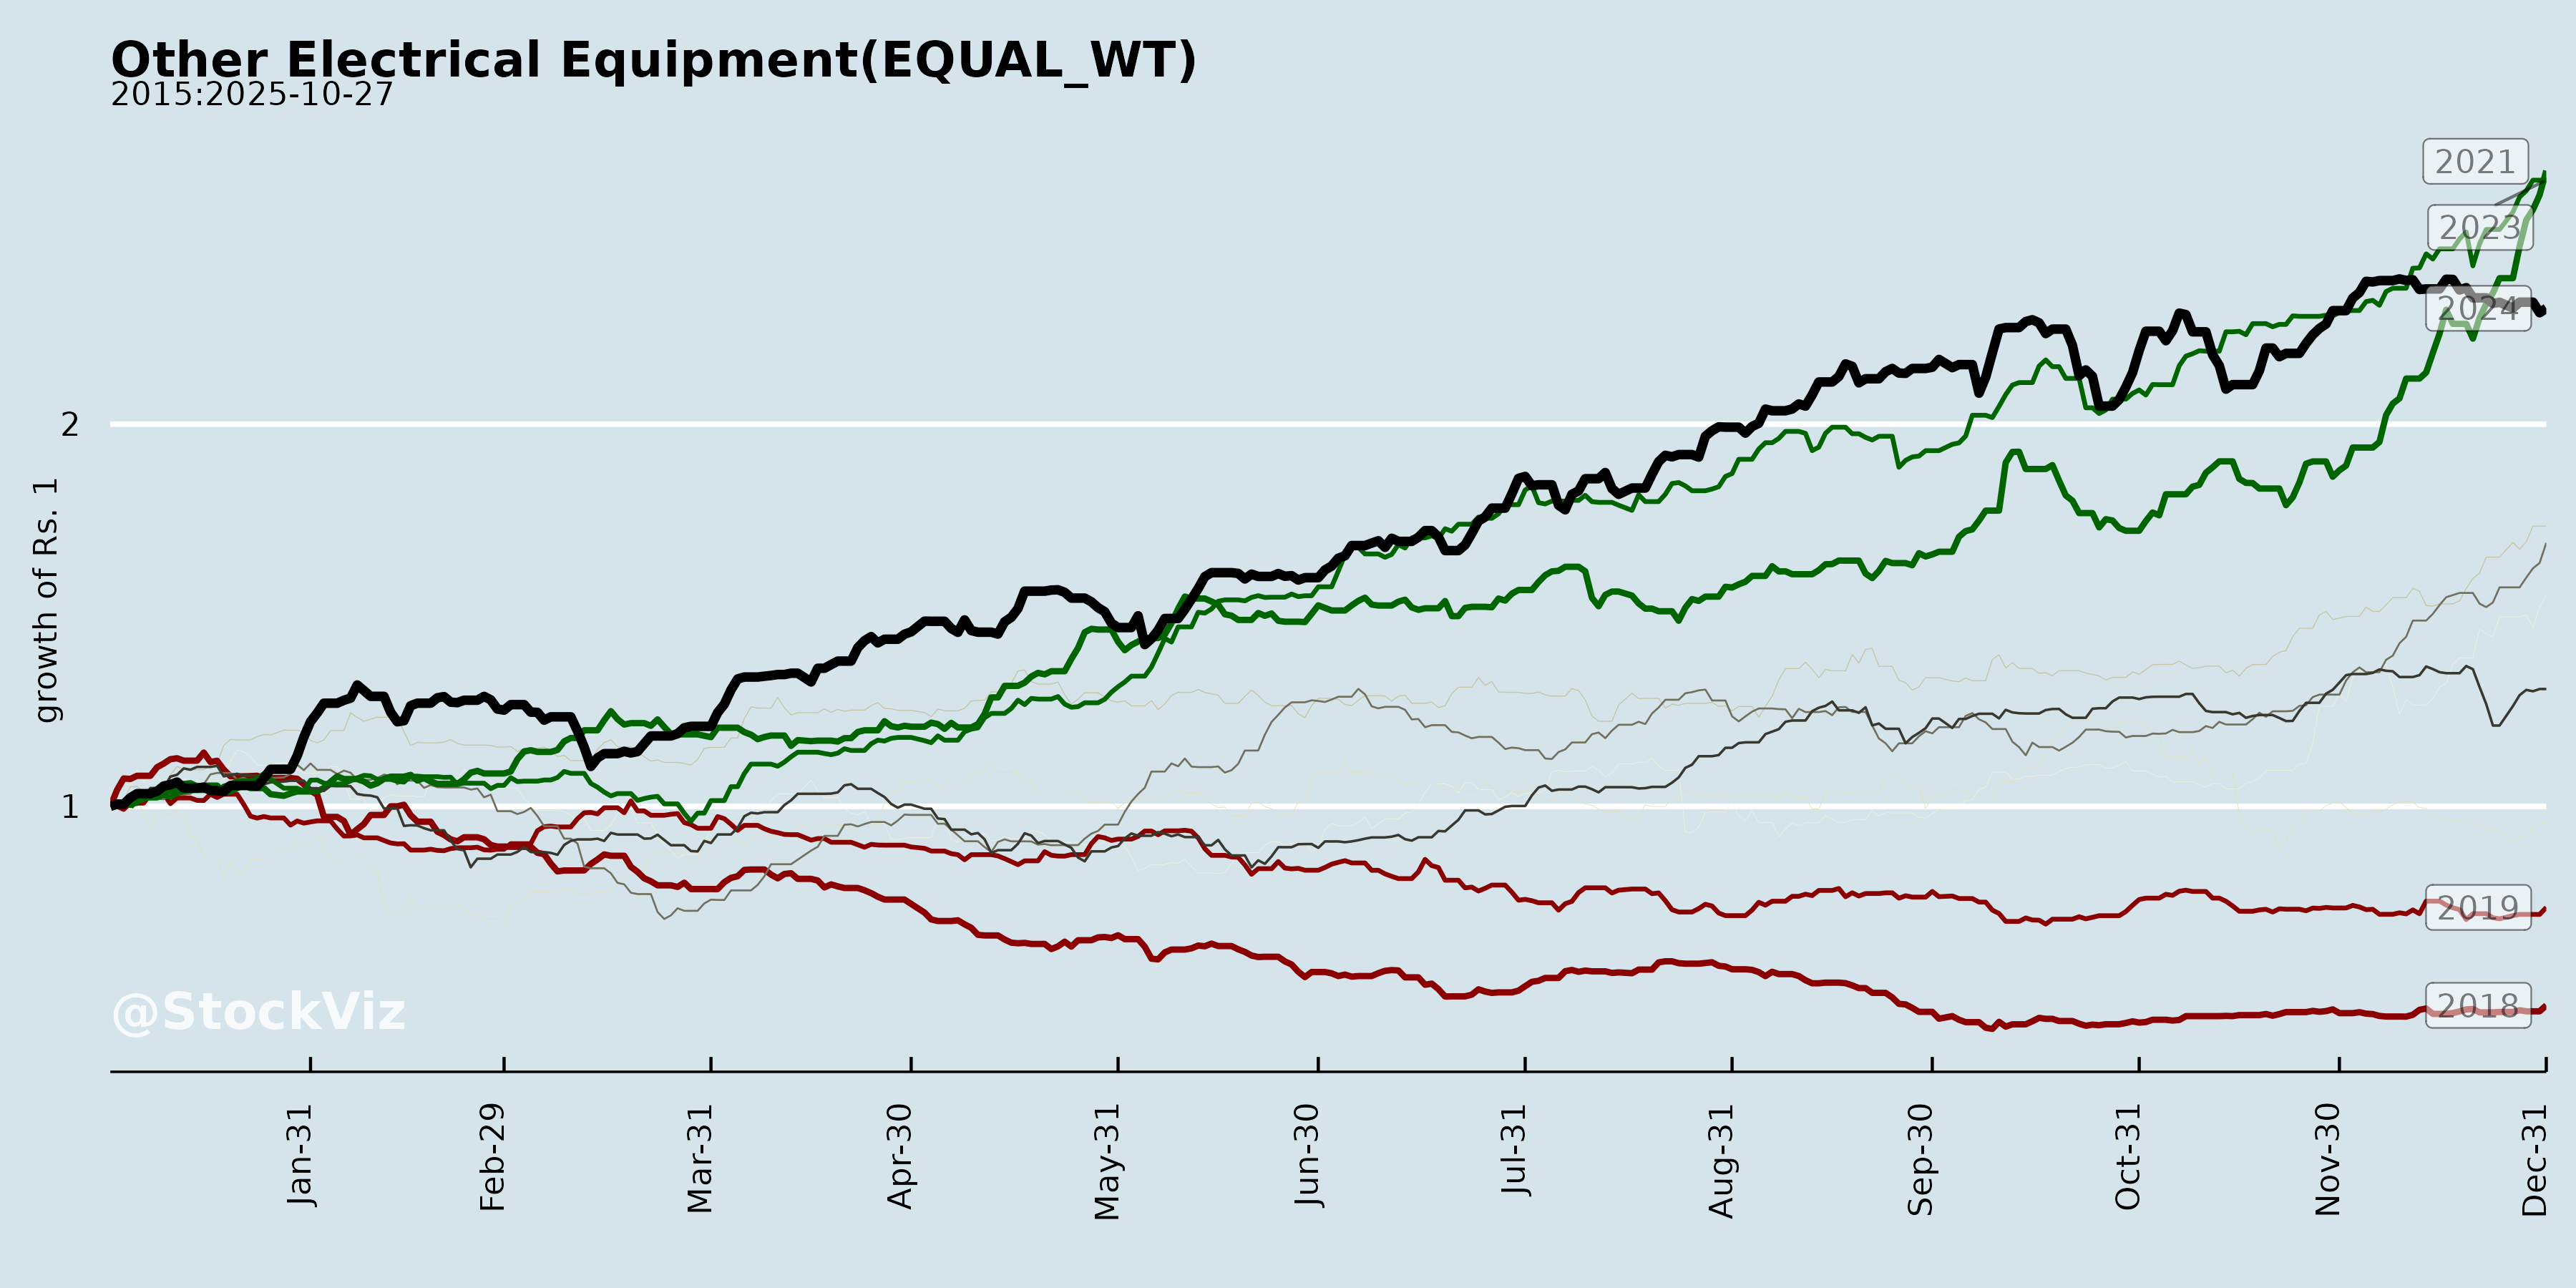 Other Electrical Equipment(EQUAL_WT)
2015:2025-10-27
2021
2023
2024
2
growth of Rs. 1
1
2019
2018
@StockViz
Jan-31
Feb-29
Mar-31
Apr-30
May-31
Jun-30
Jul-31
Aug-31
Sep-30
Oct-31
Nov-30
Dec-31